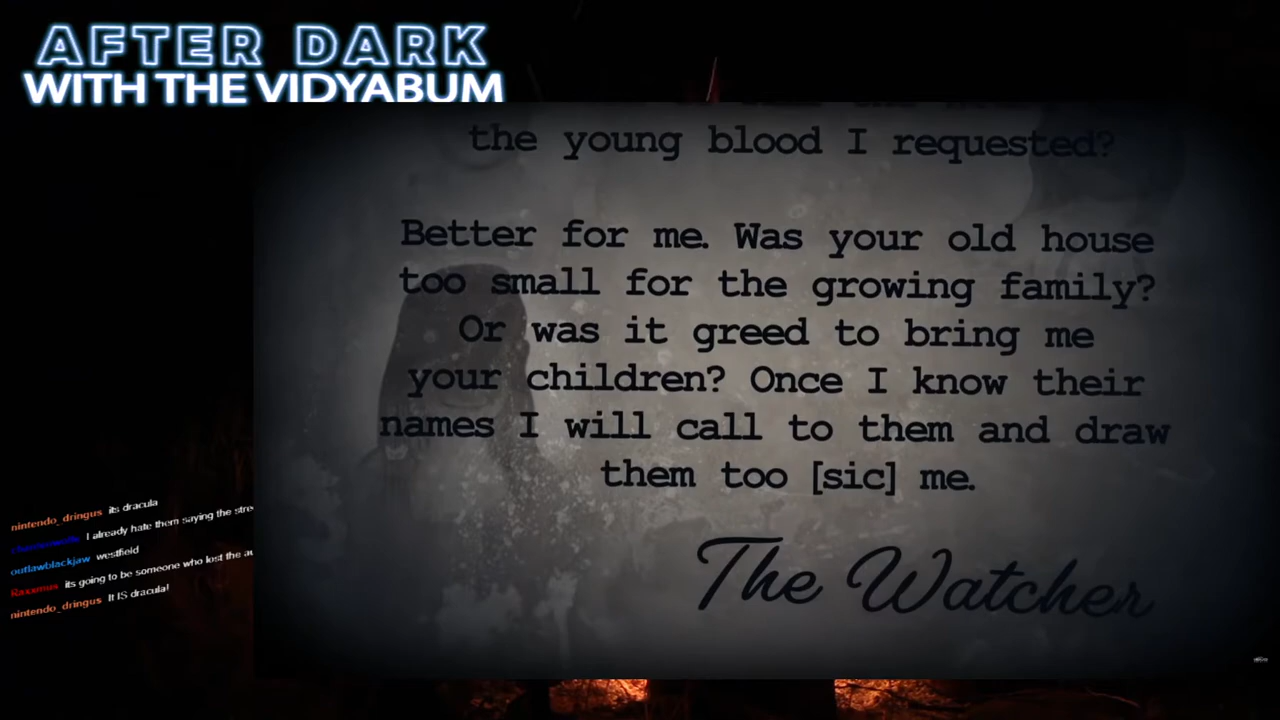 AFTER DARK
WITH THE VIDYABUM
the young blood I requested?
Better for me. Was your old house
too small for the growing family?
Or was it greed to bring me
your children? Once I know their
names I will call to them and draw
them too [sic] me.
The Watcher
nintendo_dringus its dracula
I already hate them saying the stre
outlawblackjaw westfield
Raxxmus its going to be someone who lost the au
nintendo_dringus It IS dracula!